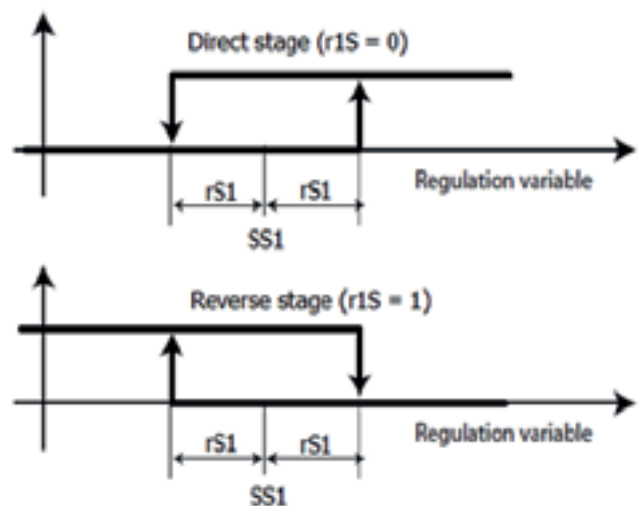 Direct stage (r1S = 0)
Regulation variable
rS1 rS1
SS1
Reverse stage (r1S = 1)
Regulation variable
rS1 rS1
SS1